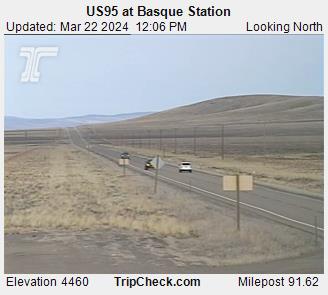 US95 at Basque Station
Updated: Mar 22 2024 12:06 PM Looking North
Elevation 4460 TripCheck.com Milepost 91.62